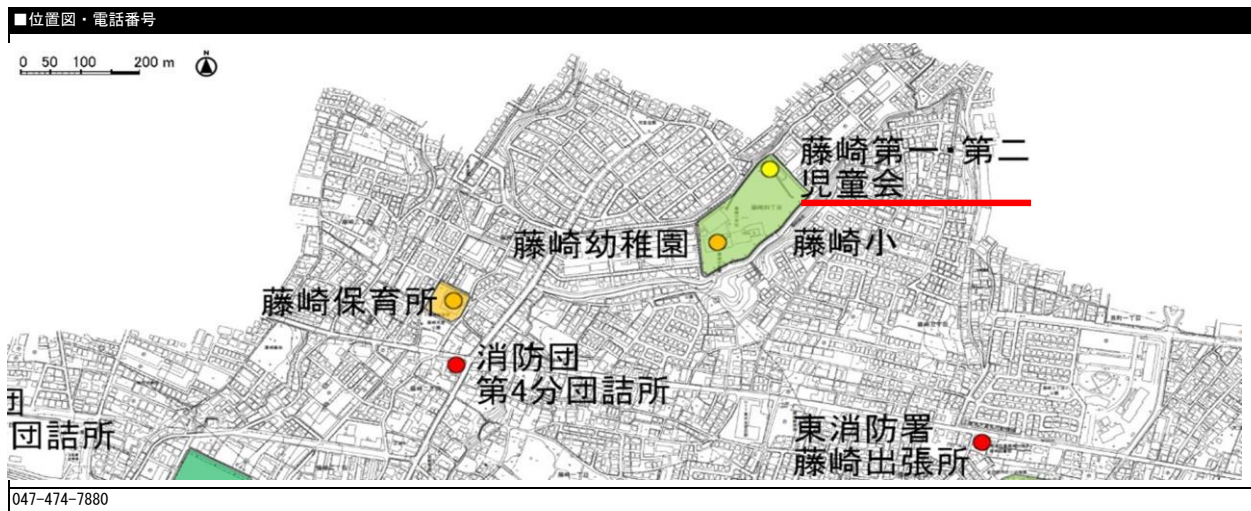 ■位置図・電話番号
0 50 100 200 m
N
藤崎第一・第二
児童会
藤崎幼稚園
藤崎小
藤崎保育所
消防団
第4分団詰所
団
団詰所
東消防署
藤崎出張所
047-474-7880